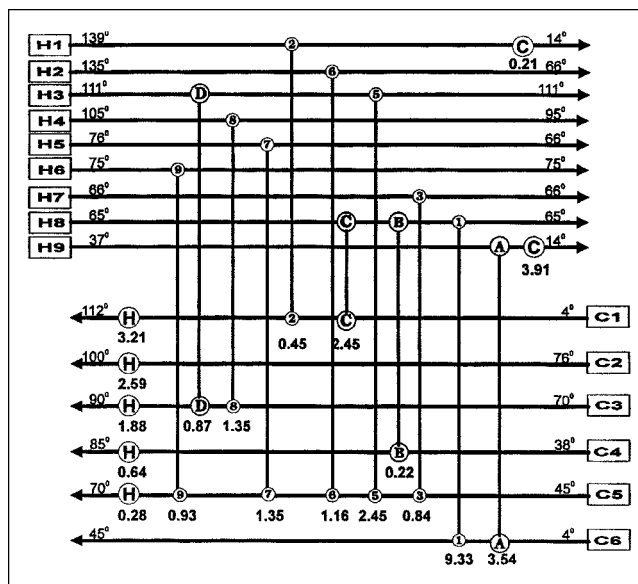 H1 139° 2 C 14°
0.21
H2 135° 6 66°
H3 111° D 5 111°
H4 105° 8 95°
H5 76° 7 66°
H6 75° 9 75°
H7 66° 3 66°
H8 65° C B 1 65°
H9 37° A C 14°
3.91
112° H 2 C 4° C1
3.21 0.45 2.45
100° H 76° C2
2.59
90° H D 8 70° C3
1.88 0.87 1.35
85° H B 38° C4
0.64 0.22
70° H 9 7 6 5 3 45° C5
0.28 0.93 1.35 1.16 2.45 0.84
45° 1 A 4° C6
9.33 3.54